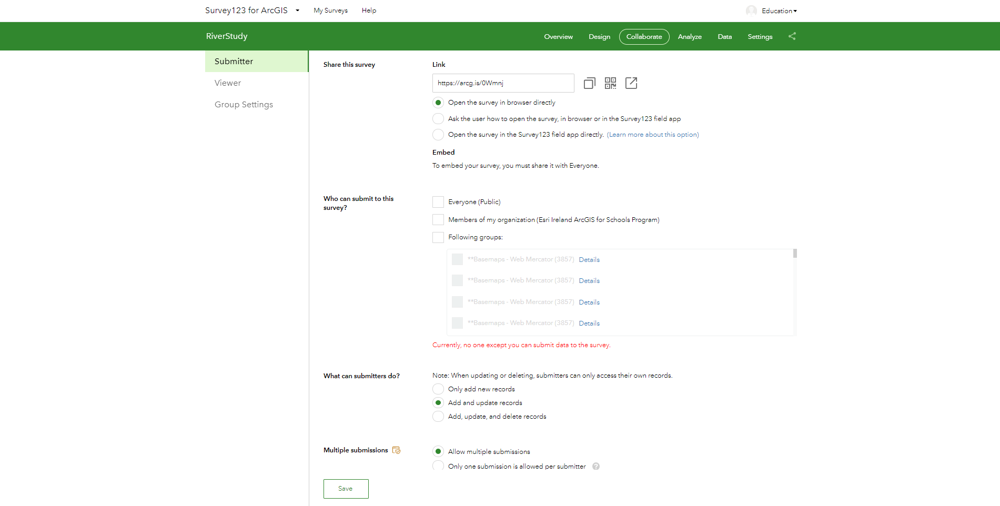 Survey123 for ArcGIS My Surveys Help Education
RiverStudy Overview Design Collaborate Analyze Data Settings
Submitter
Viewer
Group Settings
Share this survey
Link
https://arcg.is/0Wmnj
Open the survey in browser directly
Ask the user how to open the survey, in browser or in the Survey123 field app
Open the survey in the Survey123 field app directly. (Learn more about this option)
Embed
To embed your survey, you must share it with Everyone.
Who can submit to this
survey?
Everyone (Public)
Members of my organization (Esri Ireland ArcGIS for Schools Program)
Following groups:
**Basemaps - Web Mercator (3857) Details
**Basemaps - Web Mercator (3857) Details
**Basemaps - Web Mercator (3857) Details
**Basemaps - Web Mercator (3857) Details
Currently, no one except you can submit data to the survey.
What can submitters do?
Note: When updating or deleting, submitters can only access their own records.
Only add new records
Add and update records
Add, update, and delete records
Multiple submissions
Allow multiple submissions
Only one submission is allowed per submitter ?
Save